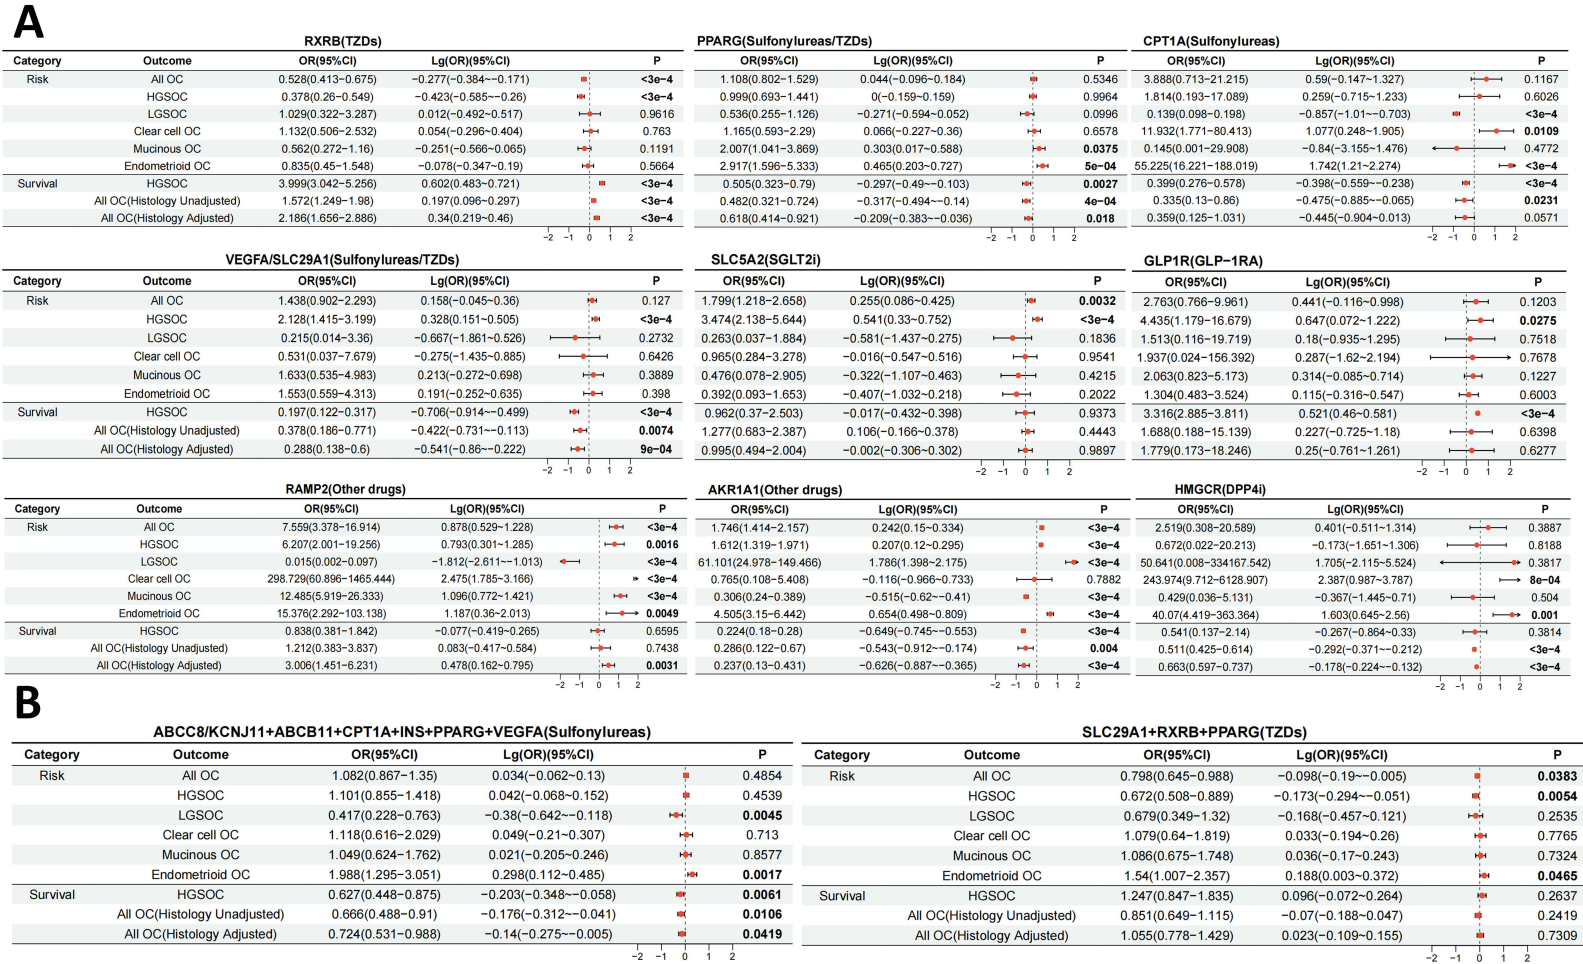 A
RXRB(TZDs)
Category Outcome OR(95%CI) Lg(OR)(95%CI) P
Risk All OC 0.528(0.413−0.675) −0.277(−0.384~−0.171) <3e−4
HGSOC 0.378(0.26−0.549) −0.423(−0.585~−0.26) <3e−4
LGSOC 1.029(0.322−3.287) 0.012(−0.492~0.517) 0.9616
Clear cell OC 1.132(0.506−2.532) 0.054(−0.296~0.404) 0.763
Mucinous OC 0.562(0.272−1.16) −0.251(−0.566~0.065) 0.1191
Endometrioid OC 0.835(0.45−1.548) −0.078(−0.347~0.19) 0.5664
Survival HGSOC 3.999(3.042−5.256) 0.602(0.483~0.721) <3e−4
All OC(Histology Unadjusted) 1.572(1.249−1.98) 0.197(0.096~0.297) <3e−4
All OC(Histology Adjusted) 2.186(1.656−2.886) 0.34(0.219~0.46) <3e−4
−2 −1 0 1 2
PPARG(Sulfonylureas/TZDs)
OR(95%CI) Lg(OR)(95%CI) P
1.108(0.802−1.529) 0.044(−0.096~0.184) 0.5346
0.999(0.693−1.441) 0(−0.159~0.159) 0.9964
0.536(0.255−1.126) −0.271(−0.594~0.052) 0.0996
1.165(0.593−2.29) 0.066(−0.227~0.36) 0.6578
2.007(1.041−3.869) 0.303(0.017~0.588) 0.0375
2.917(1.596−5.333) 0.465(0.203~0.727) 5e−04
0.505(0.323−0.79) −0.297(−0.49~−0.103) 0.0027
0.482(0.321−0.724) −0.317(−0.494~−0.14) 4e−04
0.618(0.414−0.921) −0.209(−0.383~−0.036) 0.018
−2 −1 0 1 2
CPT1A(Sulfonylureas)
OR(95%CI) Lg(OR)(95%CI) P
3.888(0.713−21.215) 0.59(−0.147~1.327) 0.1167
1.814(0.193−17.089) 0.259(−0.715~1.233) 0.6026
0.139(0.098−0.198) −0.857(−1.01~−0.703) <3e−4
11.932(1.771−80.413) 1.077(0.248~1.905) 0.0109
0.145(0.001−29.908) −0.84(−3.155~1.476) 0.4772
55.225(16.221−188.019) 1.742(1.21~2.274) <3e−4
0.399(0.276−0.578) −0.398(−0.559~−0.238) <3e−4
0.335(0.13−0.86) −0.475(−0.885~−0.065) 0.0231
0.359(0.125−1.031) −0.445(−0.904~0.013) 0.0571
−2 −1 0 1 2
VEGFA/SLC29A1(Sulfonylureas/TZDs)
Category Outcome OR(95%CI) Lg(OR)(95%CI) P
Risk All OC 1.438(0.902−2.293) 0.158(−0.045~0.36) 0.127
HGSOC 2.128(1.415−3.199) 0.328(0.151~0.505) <3e−4
LGSOC 0.215(0.014−3.36) −0.667(−1.861~0.526) 0.2732
Clear cell OC 0.531(0.037−7.679) −0.275(−1.435~0.885) 0.6426
Mucinous OC 1.633(0.535−4.983) 0.213(−0.272~0.698) 0.3889
Endometrioid OC 1.553(0.559−4.313) 0.191(−0.252~0.635) 0.398
Survival HGSOC 0.197(0.122−0.317) −0.706(−0.914~−0.499) <3e−4
All OC(Histology Unadjusted) 0.378(0.186−0.771) −0.422(−0.731~−0.113) 0.0074
All OC(Histology Adjusted) 0.288(0.138−0.6) −0.541(−0.86~−0.222) 9e−04
−2 −1 0 1 2
SLC5A2(SGLT2i)
OR(95%CI) Lg(OR)(95%CI) P
1.799(1.218−2.658) 0.255(0.086~0.425) 0.0032
3.474(2.138−5.644) 0.541(0.33~0.752) <3e−4
0.263(0.037−1.884) −0.581(−1.437~0.275) 0.1836
0.965(0.284−3.278) −0.016(−0.547~0.516) 0.9541
0.476(0.078−2.905) −0.322(−1.107~0.463) 0.4215
0.392(0.093−1.653) −0.407(−1.032~0.218) 0.2022
0.962(0.37−2.503) −0.017(−0.432~0.398) 0.9373
1.277(0.683−2.387) 0.106(−0.166~0.378) 0.4443
0.995(0.494−2.004) −0.002(−0.306~0.302) 0.9897
−2 −1 0 1 2
GLP1R(GLP−1RA)
OR(95%CI) Lg(OR)(95%CI) P
2.763(0.766−9.961) 0.441(−0.116~0.998) 0.1203
4.435(1.179−16.679) 0.647(0.072~1.222) 0.0275
1.513(0.116−19.719) 0.18(−0.935~1.295) 0.7518
1.937(0.024−156.392) 0.287(−1.62~2.194) 0.7678
2.063(0.823−5.173) 0.314(−0.085~0.714) 0.1227
1.304(0.483−3.524) 0.115(−0.316~0.547) 0.6003
3.316(2.885−3.811) 0.521(0.46~0.581) <3e−4
1.688(0.188−15.139) 0.227(−0.725~1.18) 0.6398
1.779(0.173−18.246) 0.25(−0.761~1.261) 0.6277
−2 −1 0 1 2
RAMP2(Other drugs)
Category Outcome OR(95%CI) Lg(OR)(95%CI) P
Risk All OC 7.559(3.378−16.914) 0.878(0.529~1.228) <3e−4
HGSOC 6.207(2.001−19.256) 0.793(0.301~1.285) 0.0016
LGSOC 0.015(0.002−0.097) −1.812(−2.611~−1.013) <3e−4
Clear cell OC 298.729(60.896−1465.444) 2.475(1.785~3.166) <3e−4
Mucinous OC 12.485(5.919−26.333) 1.096(0.772~1.421) <3e−4
Endometrioid OC 15.376(2.292−103.138) 1.187(0.36~2.013) 0.0049
Survival HGSOC 0.838(0.381−1.842) −0.077(−0.419~0.265) 0.6595
All OC(Histology Unadjusted) 1.212(0.383−3.837) 0.083(−0.417~0.584) 0.7438
All OC(Histology Adjusted) 3.006(1.451−6.231) 0.478(0.162~0.795) 0.0031
−2 −1 0 1 2
AKR1A1(Other drugs)
OR(95%CI) Lg(OR)(95%CI) P
1.746(1.414−2.157) 0.242(0.15~0.334) <3e−4
1.612(1.319−1.971) 0.207(0.12~0.295) <3e−4
61.101(24.978−149.466) 1.786(1.398~2.175) <3e−4
0.765(0.108−5.408) −0.116(−0.966~0.733) 0.7882
0.306(0.24−0.389) −0.515(−0.62~−0.41) <3e−4
4.505(3.15−6.442) 0.654(0.498~0.809) <3e−4
0.224(0.18−0.28) −0.649(−0.745~−0.553) <3e−4
0.286(0.122−0.67) −0.543(−0.912~−0.174) 0.004
0.237(0.13−0.431) −0.626(−0.887~−0.365) <3e−4
−2 −1 0 1 2
HMGCR(DPP4i)
OR(95%CI) Lg(OR)(95%CI) P
2.519(0.308−20.589) 0.401(−0.511~1.314) 0.3887
0.672(0.022−20.213) −0.173(−1.651~1.306) 0.8188
50.641(0.008−334167.542) 1.705(−2.115~5.524) 0.3817
243.974(9.712−6128.907) 2.387(0.987~3.787) 8e−04
0.429(0.036−5.131) −0.367(−1.445~0.71) 0.504
40.07(4.419−363.364) 1.603(0.645~2.56) 0.001
0.541(0.137−2.14) −0.267(−0.864~0.33) 0.3814
0.511(0.425−0.614) −0.292(−0.371~−0.212) <3e−4
0.663(0.597−0.737) −0.178(−0.224~−0.132) <3e−4
−2 −1 0 1 2
B
ABCC8/KCNJ11+ABCB11+CPT1A+INS+PPARG+VEGFA(Sulfonylureas)
Category Outcome OR(95%CI) Lg(OR)(95%CI) P
Risk All OC 1.082(0.867−1.35) 0.034(−0.062~0.13) 0.4854
HGSOC 1.101(0.855−1.418) 0.042(−0.068~0.152) 0.4539
LGSOC 0.417(0.228−0.763) −0.38(−0.642~−0.118) 0.0045
Clear cell OC 1.118(0.616−2.029) 0.049(−0.21~0.307) 0.713
Mucinous OC 1.049(0.624−1.762) 0.021(−0.205~0.246) 0.8577
Endometrioid OC 1.988(1.295−3.051) 0.298(0.112~0.485) 0.0017
Survival HGSOC 0.627(0.448−0.875) −0.203(−0.348~−0.058) 0.0061
All OC(Histology Unadjusted) 0.666(0.488−0.91) −0.176(−0.312~−0.041) 0.0106
All OC(Histology Adjusted) 0.724(0.531−0.988) −0.14(−0.275~−0.005) 0.0419
−2 −1 0 1 2
SLC29A1+RXRB+PPARG(TZDs)
Category Outcome OR(95%CI) Lg(OR)(95%CI) P
Risk All OC 0.798(0.645−0.988) −0.098(−0.19~−0.005) 0.0383
HGSOC 0.672(0.508−0.889) −0.173(−0.294~−0.051) 0.0054
LGSOC 0.679(0.349−1.32) −0.168(−0.457~0.121) 0.2535
Clear cell OC 1.079(0.64−1.819) 0.033(−0.194~0.26) 0.7765
Mucinous OC 1.086(0.675−1.748) 0.036(−0.17~0.243) 0.7324
Endometrioid OC 1.54(1.007−2.357) 0.188(0.003~0.372) 0.0465
Survival HGSOC 1.247(0.847−1.835) 0.096(−0.072~0.264) 0.2637
All OC(Histology Unadjusted) 0.851(0.649−1.115) −0.07(−0.188~0.047) 0.2419
All OC(Histology Adjusted) 1.055(0.778−1.429) 0.023(−0.109~0.155) 0.7309
−2 −1 0 1 2